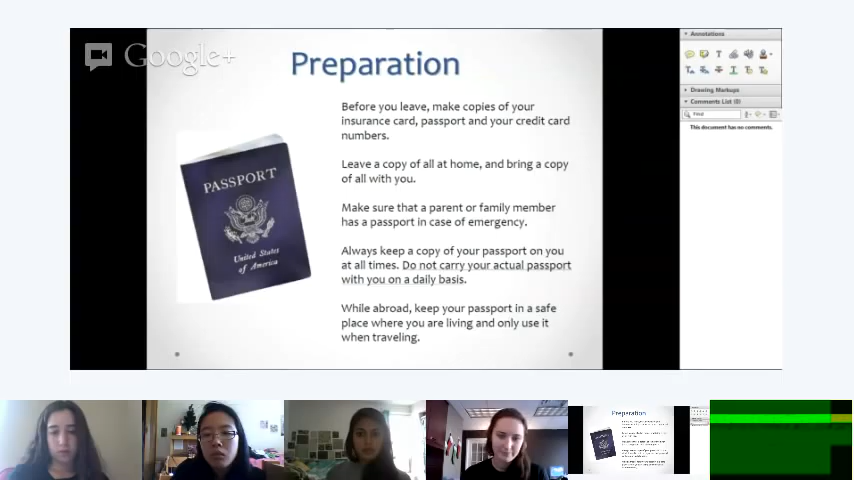 Google+
Preparation
Before you leave, make copies of your
insurance card, passport and your credit card
numbers.
Leave a copy of all at home, and bring a copy
of all with you.
Make sure that a parent or family member
has a passport in case of emergency.
Always keep a copy of your passport on you
at all times. Do not carry your actual passport
with you on a daily basis.
While abroad, keep your passport in a safe
place where you are living and only use it
when traveling.
PASSPORT
United States
of America
Annotations
Drawing Markups
Comments List (0)
Find
This document has no comments.
Preparation